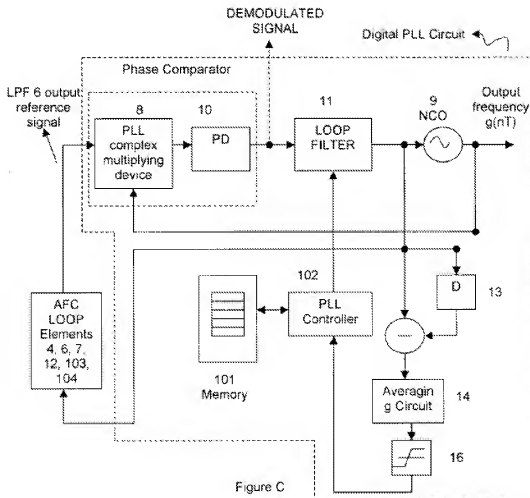 DEMODULATED
SIGNAL
Digital PLL Circuit
Phase Comparator
LPF 6 output
reference
signal
8
PLL
complex
multiplying
device
10
PD
11
LOOP
FILTER
9
NCO
Output
frequency
g(nT)
102
PLL
Controller
D
13
AFC
LOOP
Elements
4, 6, 7,
12, 103,
104
101
Memory
Averagin
g Circuit
14
16
Figure C